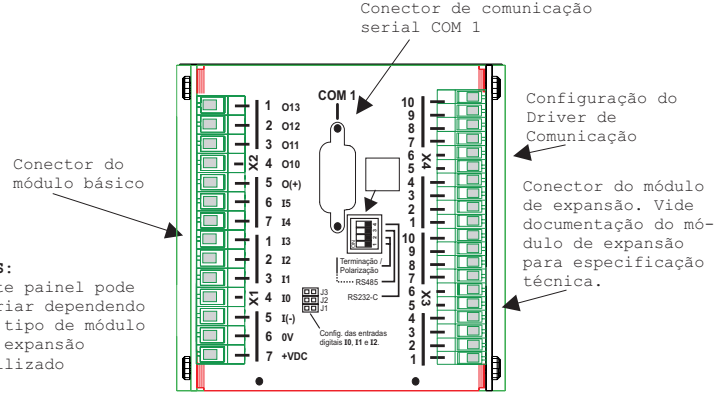 Conector de comunicação
serial COM 1
COM 1
Configuração do
Driver de
Comunicação
Conector do
módulo básico
Conector do módulo
de expansão. Vide
documentação do mó-
dulo de expansão
para especificação
técnica.
S:
te painel pode
riar dependendo
tipo de módulo
expansão
ilizado
X2
1 O13
2 O12
3 O11
4 O10
5 O(+)
6 I5
7 I4
X1
1 I3
2 I2
3 I1
4 I0
5 I(-)
6 0V
7 +VDC
1 2 3 4
Terminação /
Polarização
RS485
RS232-C
J3
J2
J1
Config. das entradas
digitais I0, I1 e I2.
X4
10
9
8
7
6
5
4
3
2
1
X3
10
9
8
7
6
5
4
3
2
1